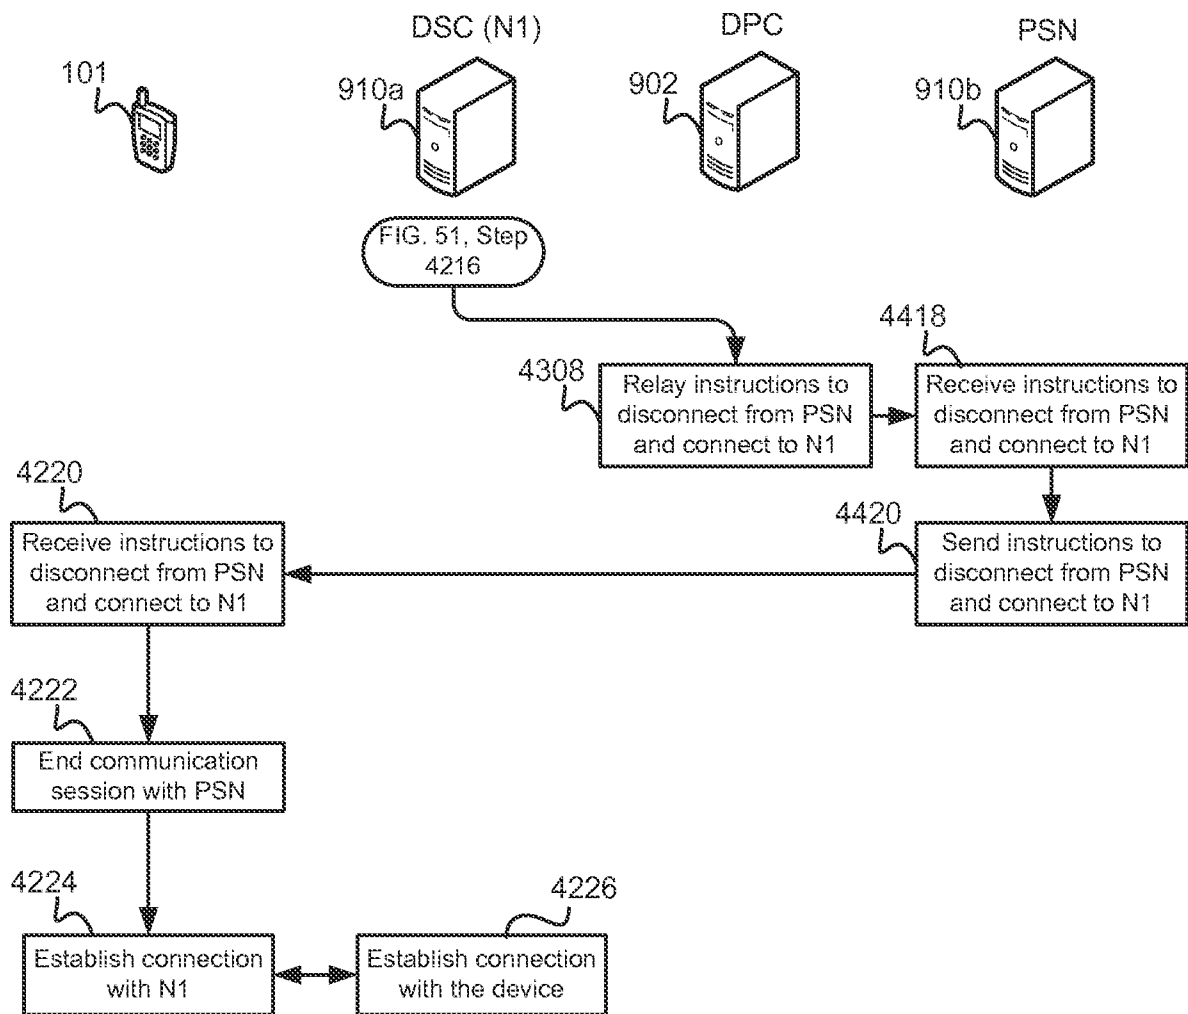 DSC (N1)
DPC
PSN
101
910a
902
910b
FIG. 51, Step
4216
4308
Relay instructions to
disconnect from PSN
and connect to N1
4418
Receive instructions to
disconnect from PSN
and connect to N1
4220
Receive instructions to
disconnect from PSN
and connect to N1
4420
Send instructions to
disconnect from PSN
and connect to N1
4222
End communication
session with PSN
4224
Establish connection
with N1
4226
Establish connection
with the device